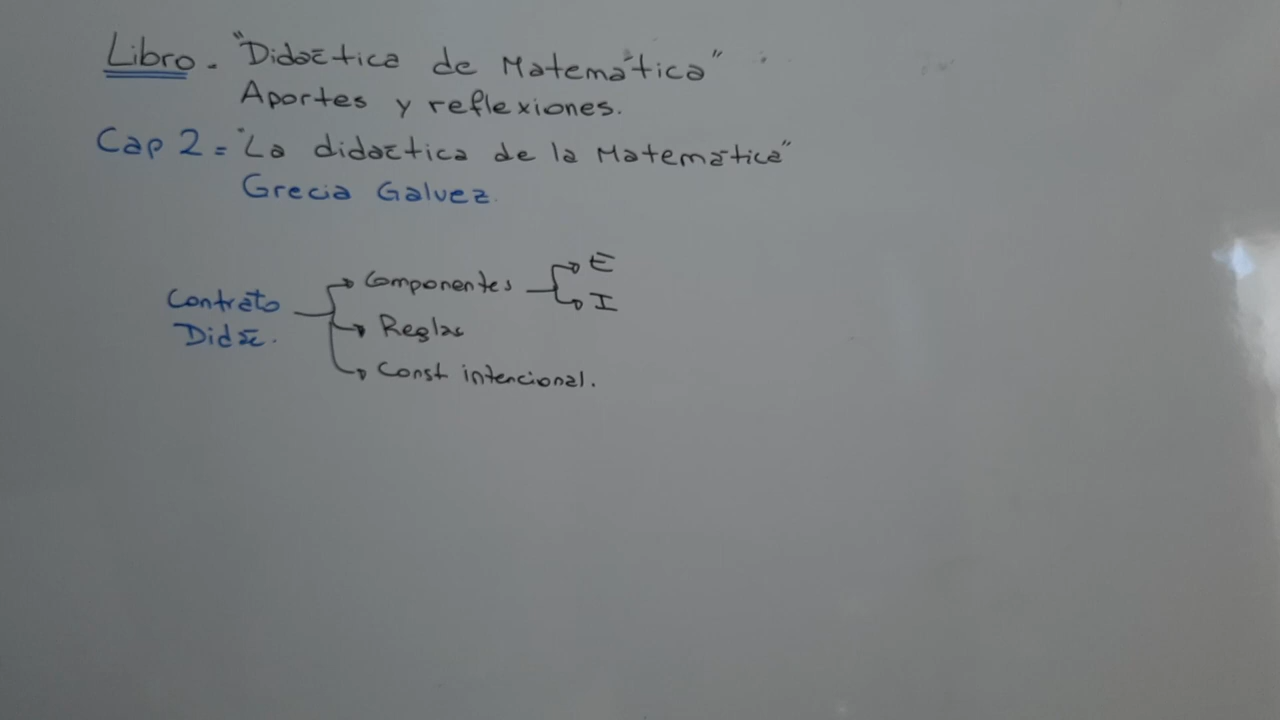 Libro. "Didáctica de Matemática"
Aportes y reflexiones.
Cap 2= "La didáctica de la Matemática"
Grecia Galvez.
Contrato
Didác.
Componentes
E
I
Reglas
Const intencional.